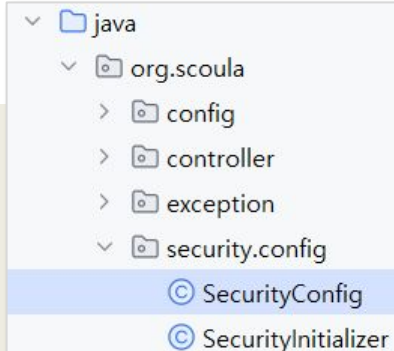 java
org.scoula
config
controller
exception
security.config
SecurityConfig
SecurityInitializer